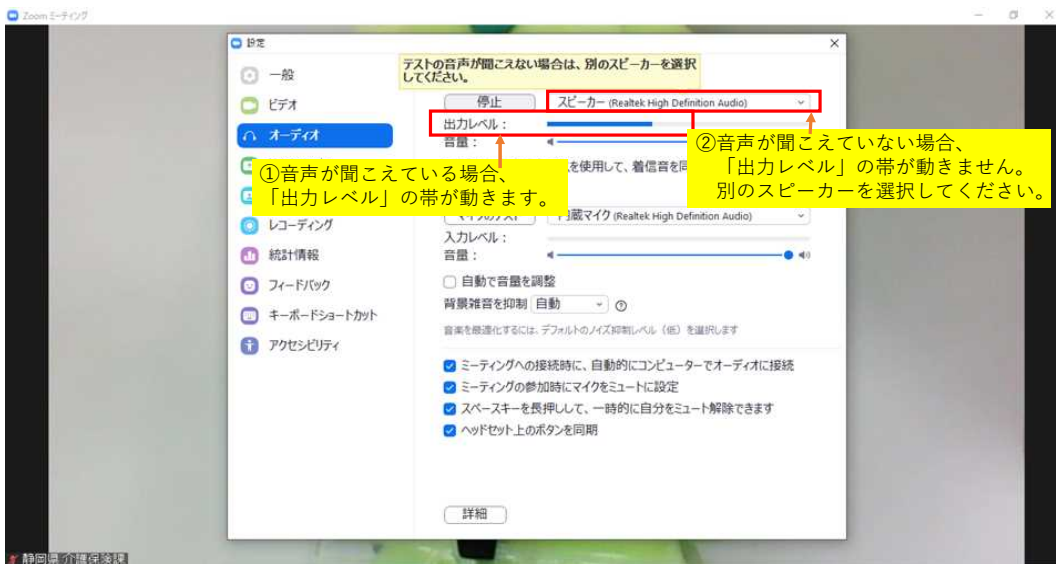 Zoom ミーティング
設定
テストの音声が聞こえない場合は、別のスピーカーを選択
してください。
一般
ビデオ
オーディオ
停止
スピーカー (Realtek High Definition Audio)
出力レベル：
音量：
①音声が聞こえている場合、
「出力レベル」の帯が動きます。
②音声が聞こえていない場合、
「出力レベル」の帯が動きません。
別のスピーカーを選択してください。
を使用して、着信音を同
レコーディング
統計情報
フィードバック
キーボードショートカット
アクセシビリティ
マイクのテスト
内蔵マイク (Realtek High Definition Audio)
入力レベル：
音量：
自動で音量を調整
背景雑音を抑制 自動
音楽を最適化するには、デフォルトのノイズ抑制レベル（低）を選択します
ミーティングへの接続時に、自動的にコンピューターでオーディオに接続
ミーティングの参加時にマイクをミュートに設定
スペースキーを長押しして、一時的に自分をミュート解除できます
ヘッドセット上のボタンを同期
詳細
静岡県 介護保険課